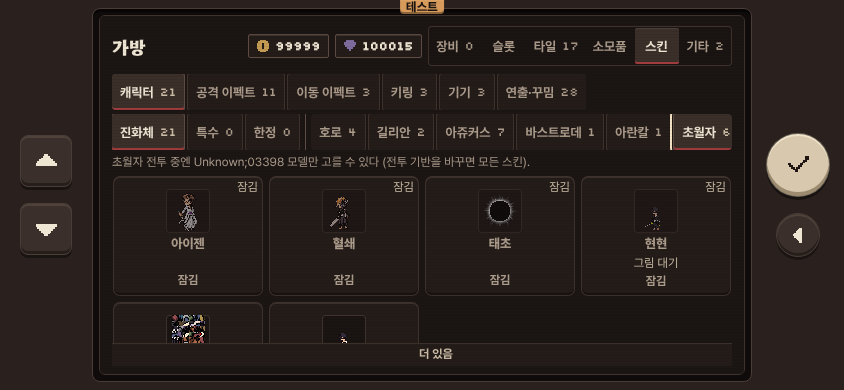 테스트
가방 99999 100015 장비 0 슬롯 타일 17 소모품 스킨 기타 2
캐릭터 21 공격 이펙트 11 이동 이펙트 3 키링 3 기기 3 연출·꾸밈 28
진화체 21 특수 0 한정 0 호로 4 길리안 2 아쥬커스 7 바스트로데 1 아란칼 1 초월자 6
초월자 전투 중엔 Unknown;03398 모델만 고를 수 있다 (전투 기반을 바꾸면 모든 스킨).
잠김 잠김 잠김 잠김
아이젠 혈쇄 태초 현현
그림 대기
잠김 잠김 잠김 잠김
더 있음